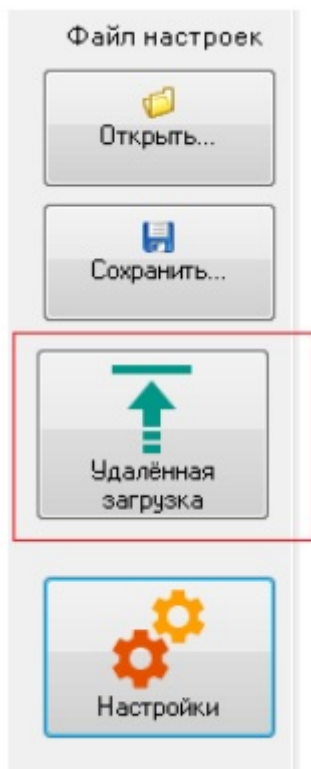 Файл настроек
Открыть...
Сохранить...
Удалённая
загрузка
Настройки